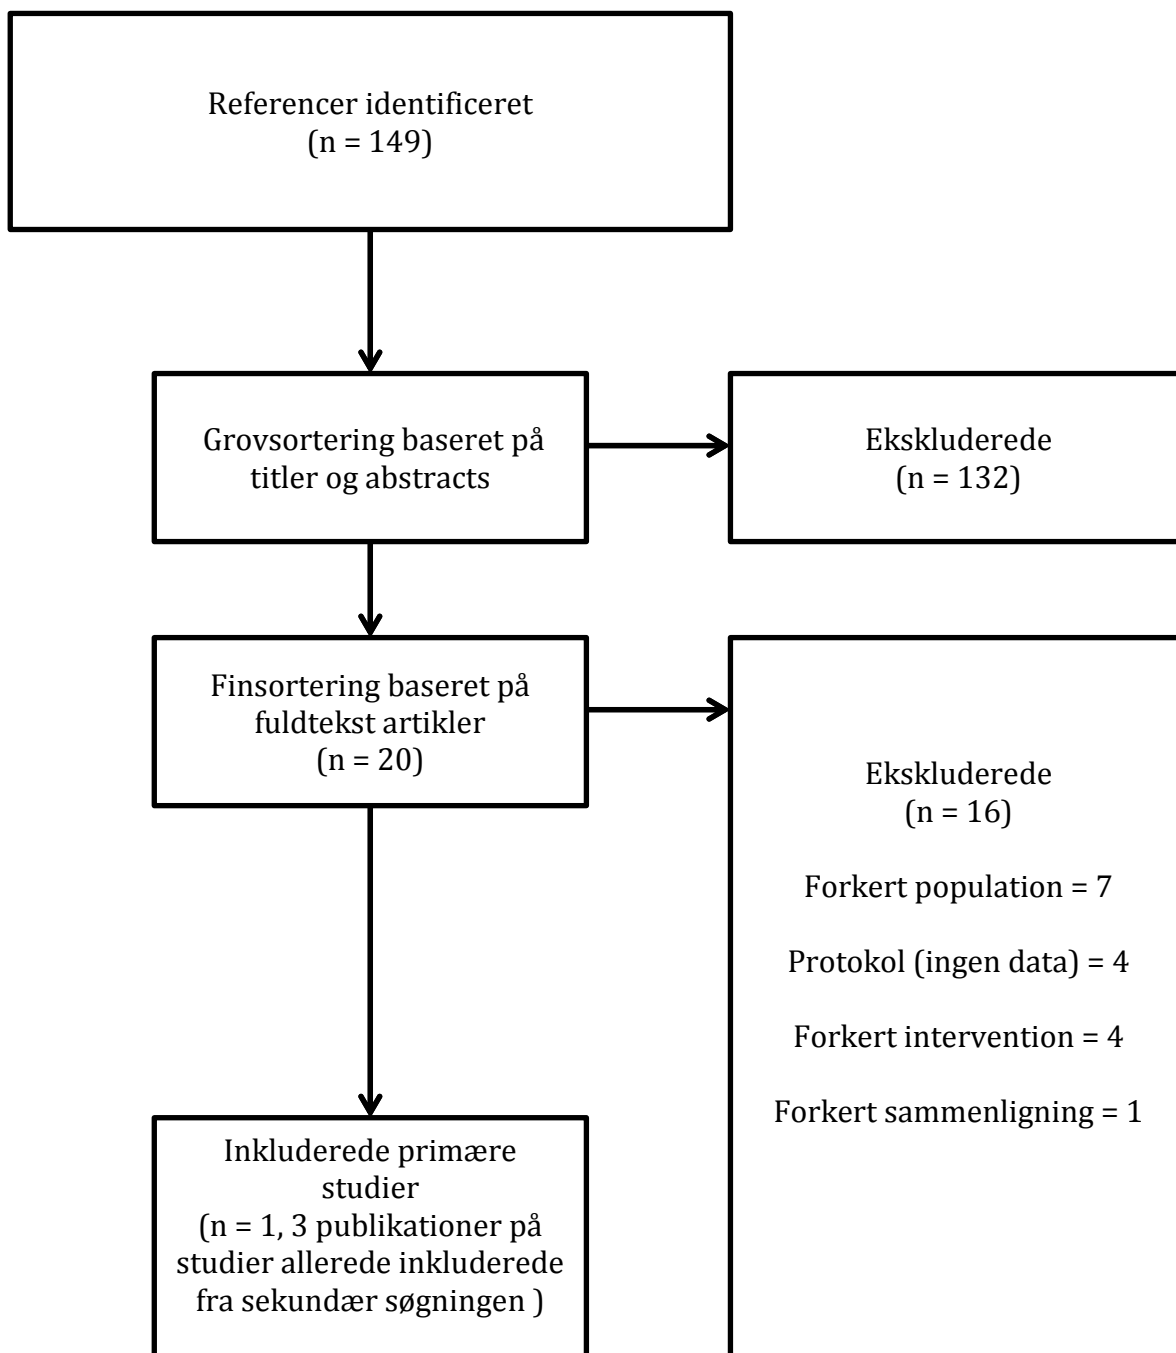 Referencer identificeret
(n = 149)
Grovsortering baseret på
titler og abstracts
Ekskluderede
(n = 132)
Finsortering baseret på
fuldtekst artikler
(n = 20)
Ekskluderede
(n = 16)
Forkert population = 7
Protokol (ingen data) = 4
Forkert intervention = 4
Forkert sammenligning = 1
Inkluderede primære
studier
(n = 1, 3 publikationer på
studier allerede inkluderede
fra sekundær søgningen )